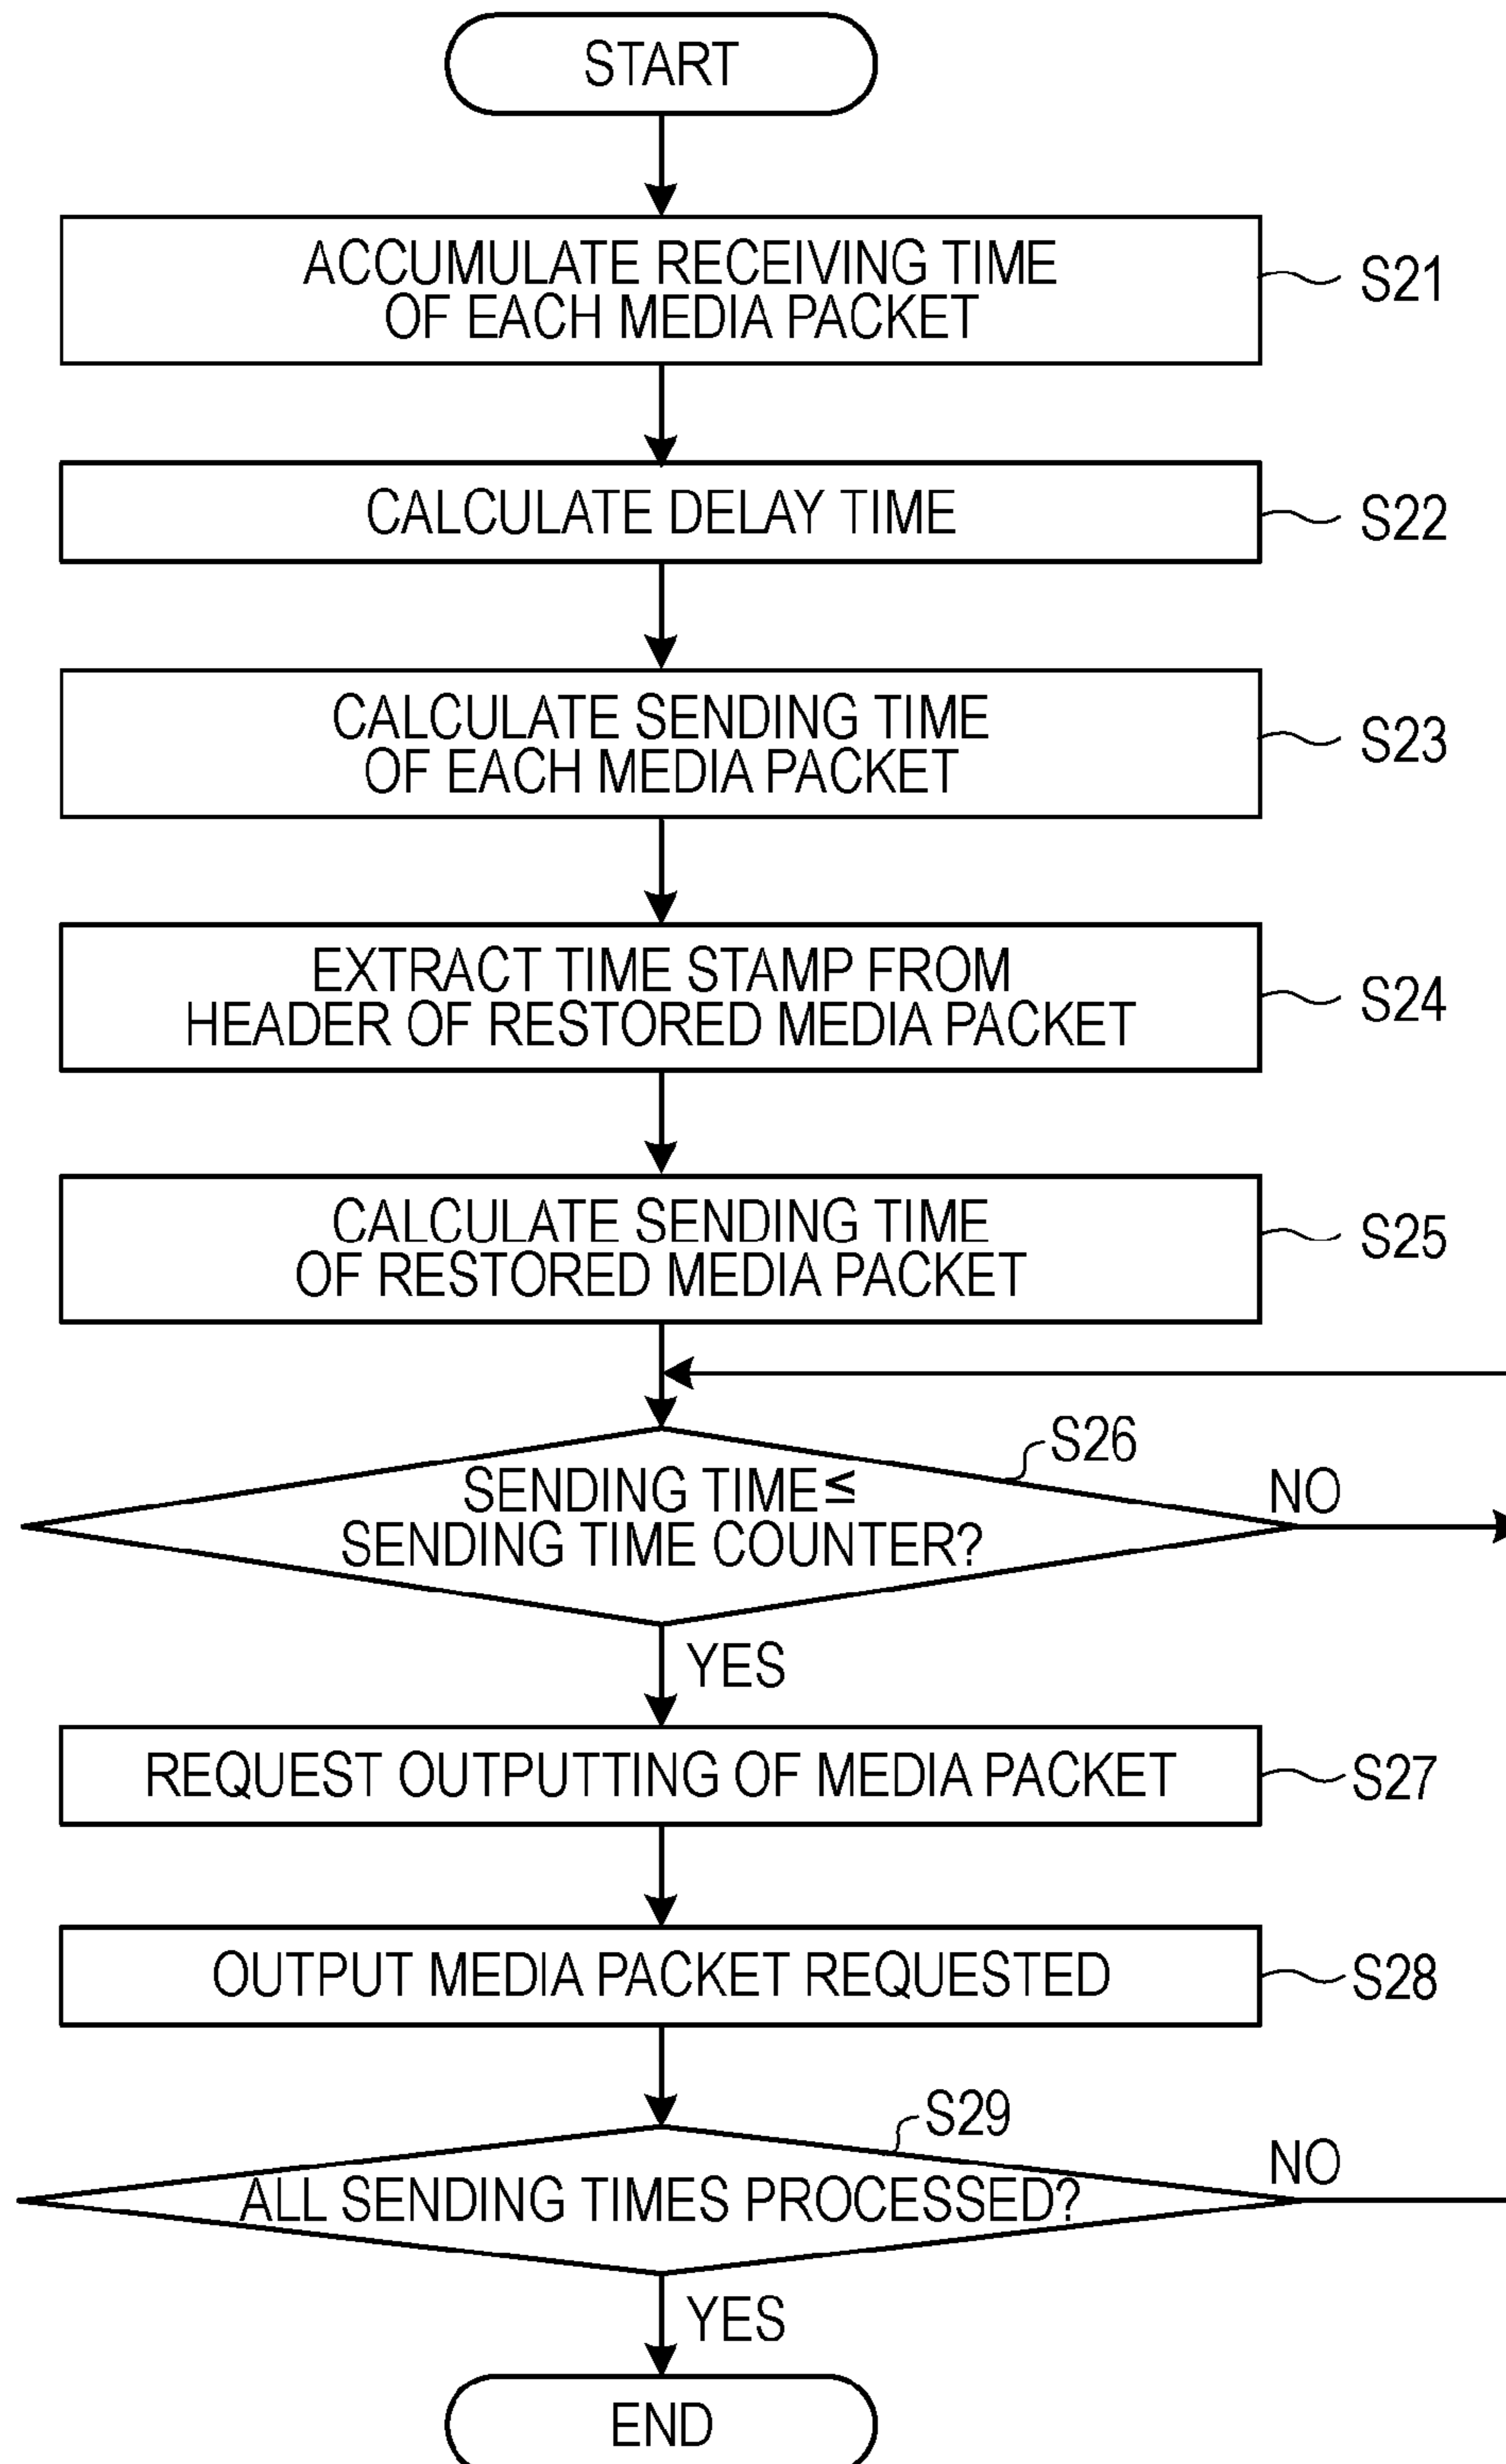 START
ACCUMULATE RECEIVING TIME
OF EACH MEDIA PACKET
S21
CALCULATE DELAY TIME
S22
CALCULATE SENDING TIME
OF EACH MEDIA PACKET
S23
EXTRACT TIME STAMP FROM
HEADER OF RESTORED MEDIA PACKET
S24
CALCULATE SENDING TIME
OF RESTORED MEDIA PACKET
S25
S26
SENDING TIME≤
SENDING TIME COUNTER?
NO
YES
REQUEST OUTPUTTING OF MEDIA PACKET
S27
OUTPUT MEDIA PACKET REQUESTED
S28
S29
ALL SENDING TIMES PROCESSED?
NO
YES
END